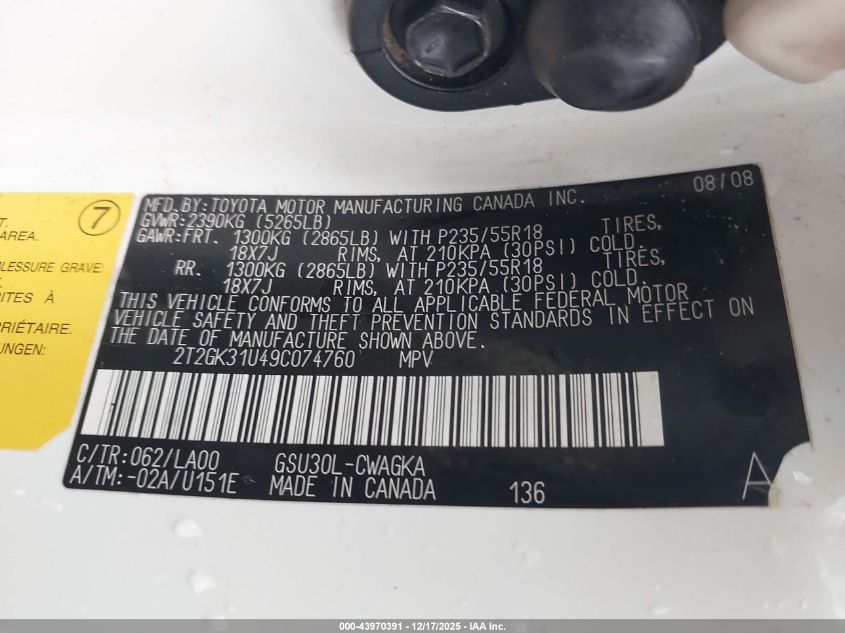 7
T.
AREA.
BLESSURE GRAVE:
ITES À
PRIÉTAIRE.
UNGEN:
MFD.BY:TOYOTA MOTOR MANUFACTURING CANADA INC. 08/08
GVWR:2390KG (5265LB)
GAWR:FRT. 1300KG (2865LB) WITH P235/55R18 TIRES,
18X7J RIMS, AT 210KPA (30PSI) COLD.
RR. 1300KG (2865LB) WITH P235/55R18 TIRES,
18X7J RIMS, AT 210KPA (30PSI) COLD.
THIS VEHICLE CONFORMS TO ALL APPLICABLE FEDERAL MOTOR
VEHICLE SAFETY AND THEFT PREVENTION STANDARDS IN EFFECT ON
THE DATE OF MANUFACTURE SHOWN ABOVE.
2T2GK31U49C074760 MPV
C/TR:062/LA00 GSU30L-CWAGKA
A/TM:-02A/U151E MADE IN CANADA 136 A
000-43970391 - 12/17/2025 - IAA Inc.